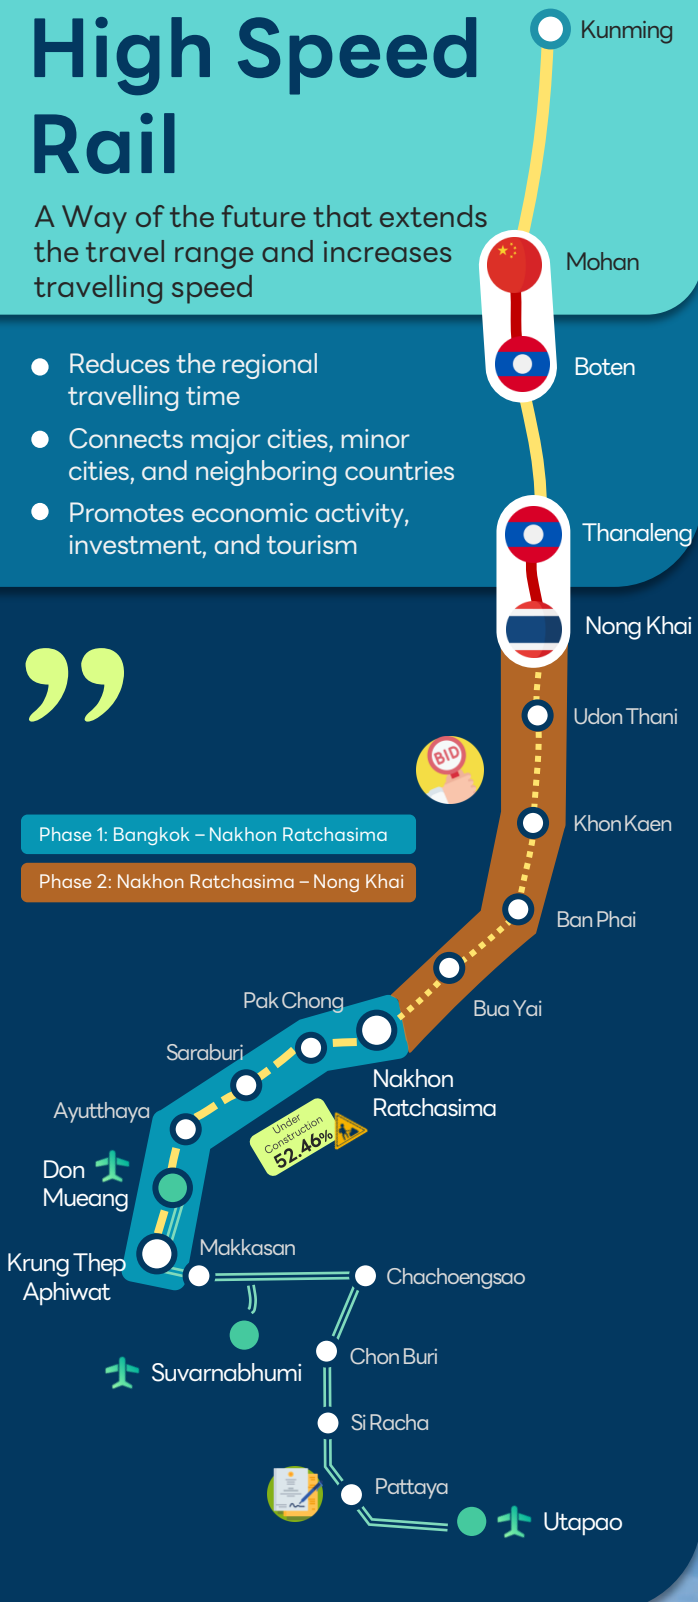 High Speed
Rail
A Way of the future that extends
the travel range and increases
travelling speed
Kunming
Mohan
Reduces the regional
travelling time
Connects major cities, minor
cities, and neighboring countries
Promotes economic activity,
investment, and tourism
Boten
Thanaleng
Nong Khai
”
Udon Thani
BID
Phase 1: Bangkok – Nakhon Ratchasima
Phase 2: Nakhon Ratchasima – Nong Khai
Khon Kaen
Ban Phai
Bua Yai
Pak Chong
Saraburi
Nakhon
Ratchasima
Ayutthaya
Under
Construction
52.46%
Don
Mueang
Krung Thep
Aphiwat
Makkasan
Chachoengsao
Suvarnabhumi
Chon Buri
Si Racha
Pattaya
Utapao